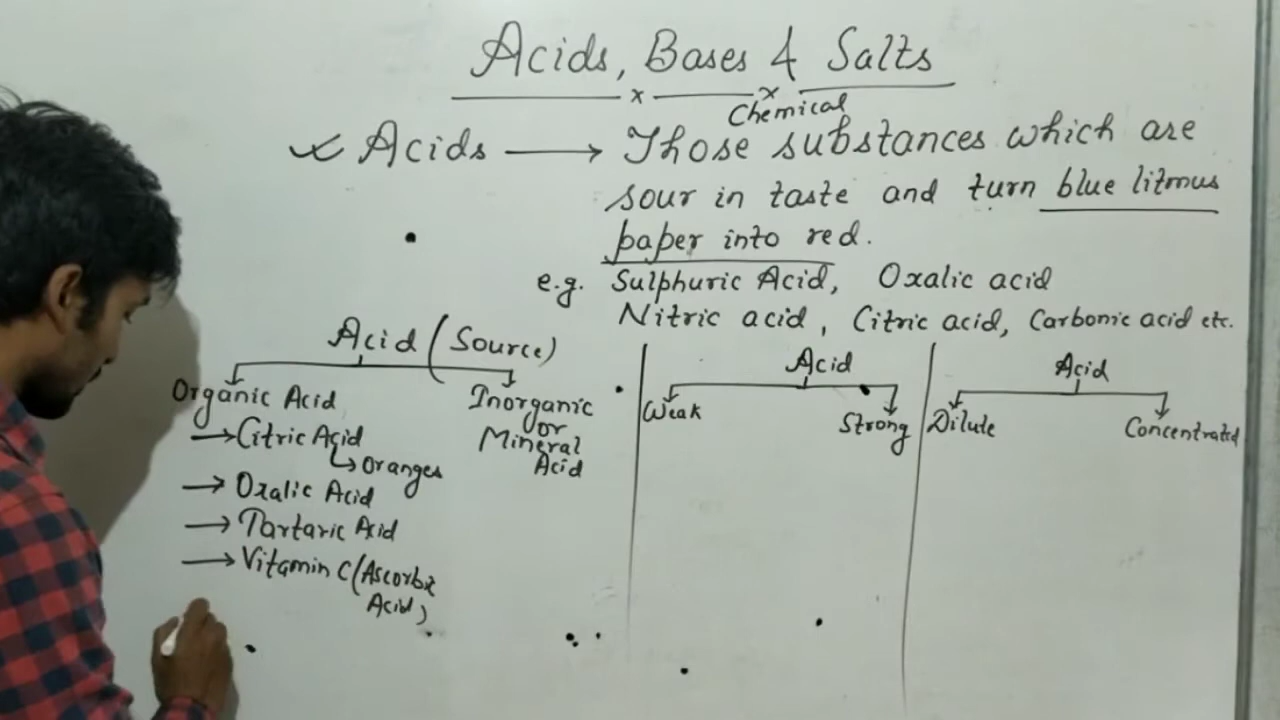 Acids, Bases & Salts
Chemical
Acids → Those substances which are
sour in taste and turn blue litmus
paper into red.
e.g. Sulphuric Acid, Oxalic acid
Nitric acid, Citric acid, Carbonic acid etc.
Acid (Source)
Organic Acid
→ Citric Acid
↳ Oranges
→ Oxalic Acid
→ Tartaric Acid
→ Vitamin C (Ascorbic
Acid)
Inorganic
or
Mineral
Acid
Acid
Weak
Strong
Acid
Dilute
Concentrated